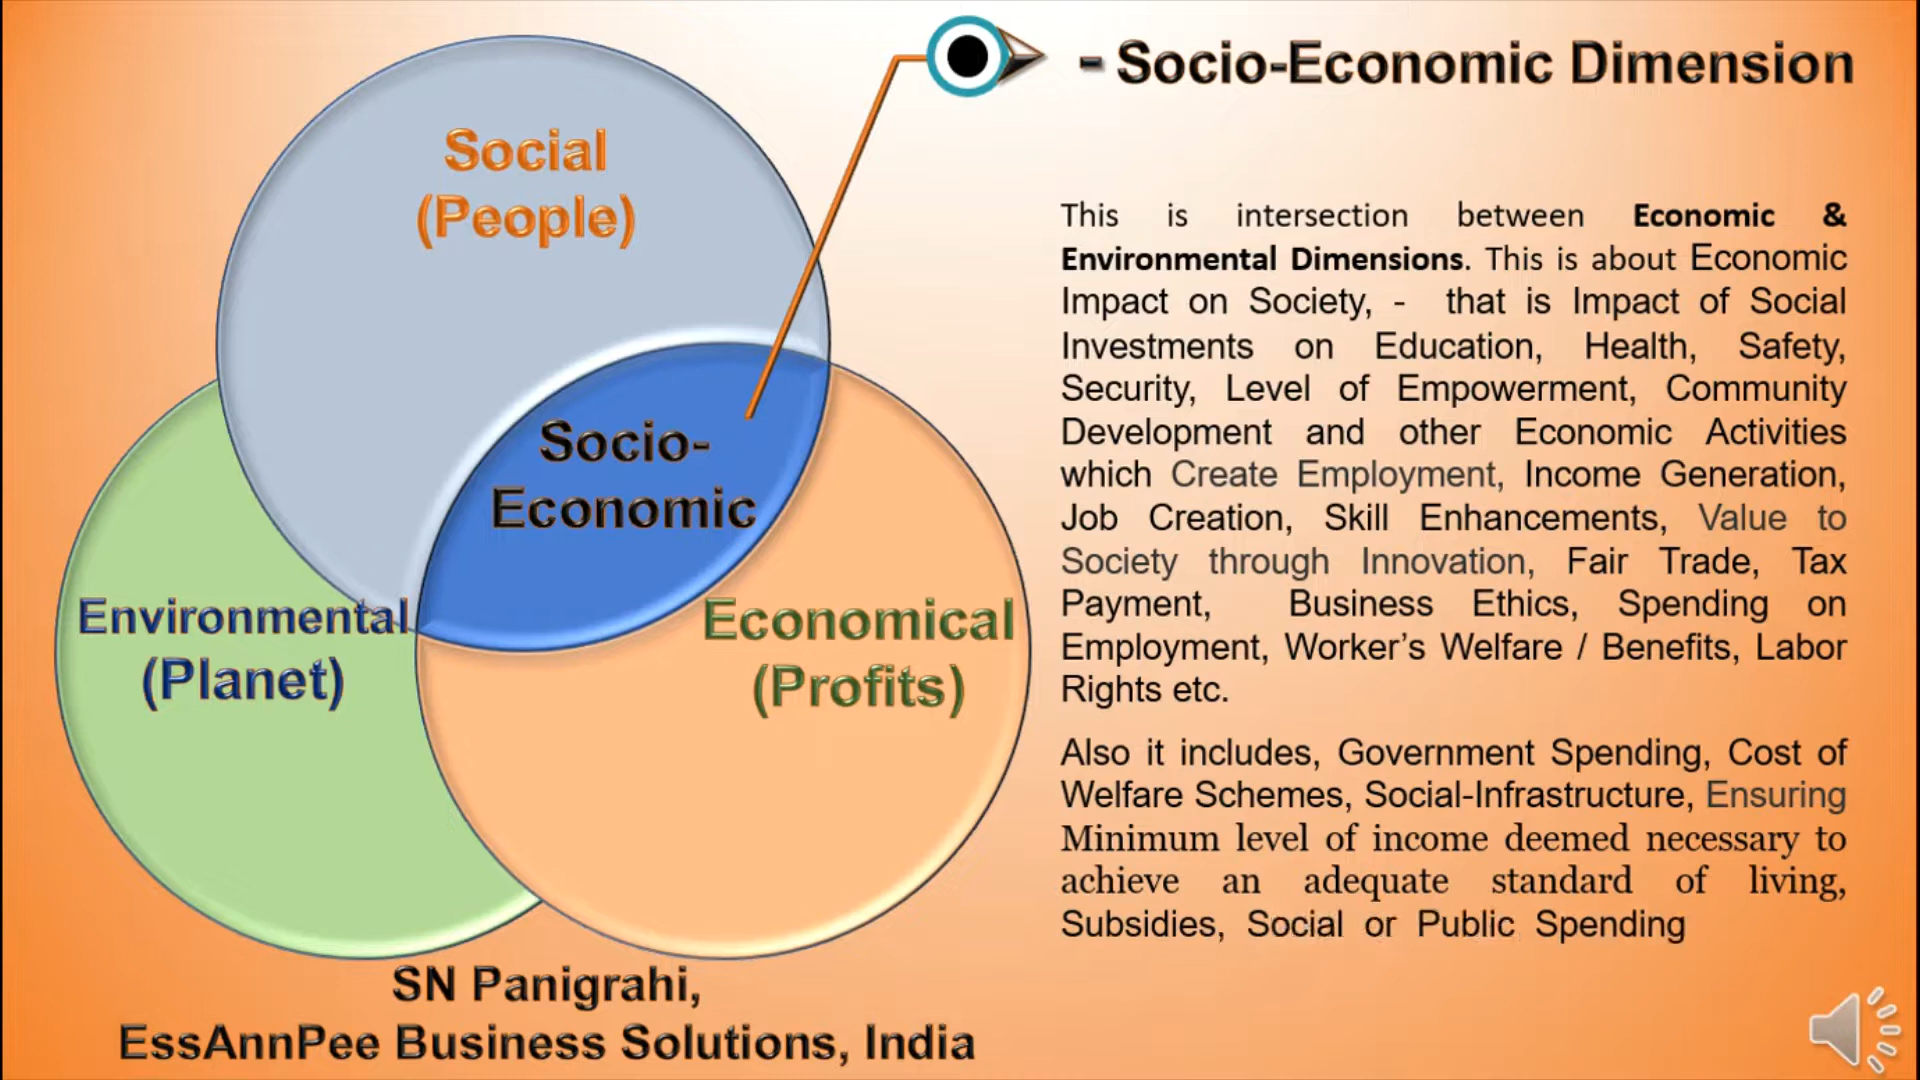 - Socio-Economic Dimension
Social
(People)
Socio-
Economic
Environmental
(Planet)
Economical
(Profits)
This is intersection between Economic &
Environmental Dimensions. This is about Economic
Impact on Society, - that is Impact of Social
Investments on Education, Health, Safety,
Security, Level of Empowerment, Community
Development and other Economic Activities
which Create Employment, Income Generation,
Job Creation, Skill Enhancements, Value to
Society through Innovation, Fair Trade, Tax
Payment, Business Ethics, Spending on
Employment, Worker’s Welfare / Benefits, Labor
Rights etc.
Also it includes, Government Spending, Cost of
Welfare Schemes, Social-Infrastructure, Ensuring
Minimum level of income deemed necessary to
achieve an adequate standard of living,
Subsidies, Social or Public Spending
SN Panigrahi,
EssAnnPee Business Solutions, India